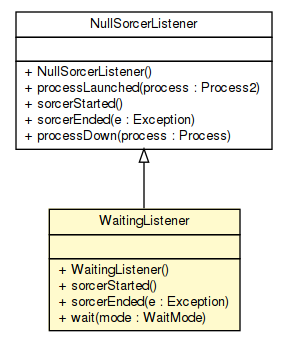 NullSorcerListener
+ NullSorcerListener()
+ processLaunched(process : Process2)
+ sorcerStarted()
+ sorcerEnded(e : Exception)
+ processDown(process : Process)
WaitingListener
+ WaitingListener()
+ sorcerStarted()
+ sorcerEnded(e : Exception)
+ wait(mode : WaitMode)